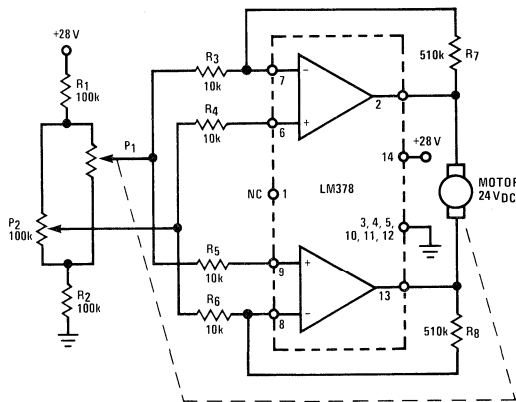 +28 V
R1
100k
P1
P2
100k
R2
100k
R3
10k
R4
10k
R5
10k
R6
10k
7
−
6
+
2
14
+28 V
NC
1
LM378
3, 4, 5,
10, 11, 12
9
+
8
−
13
510k
R7
MOTOR
24 VDC
510k
R8